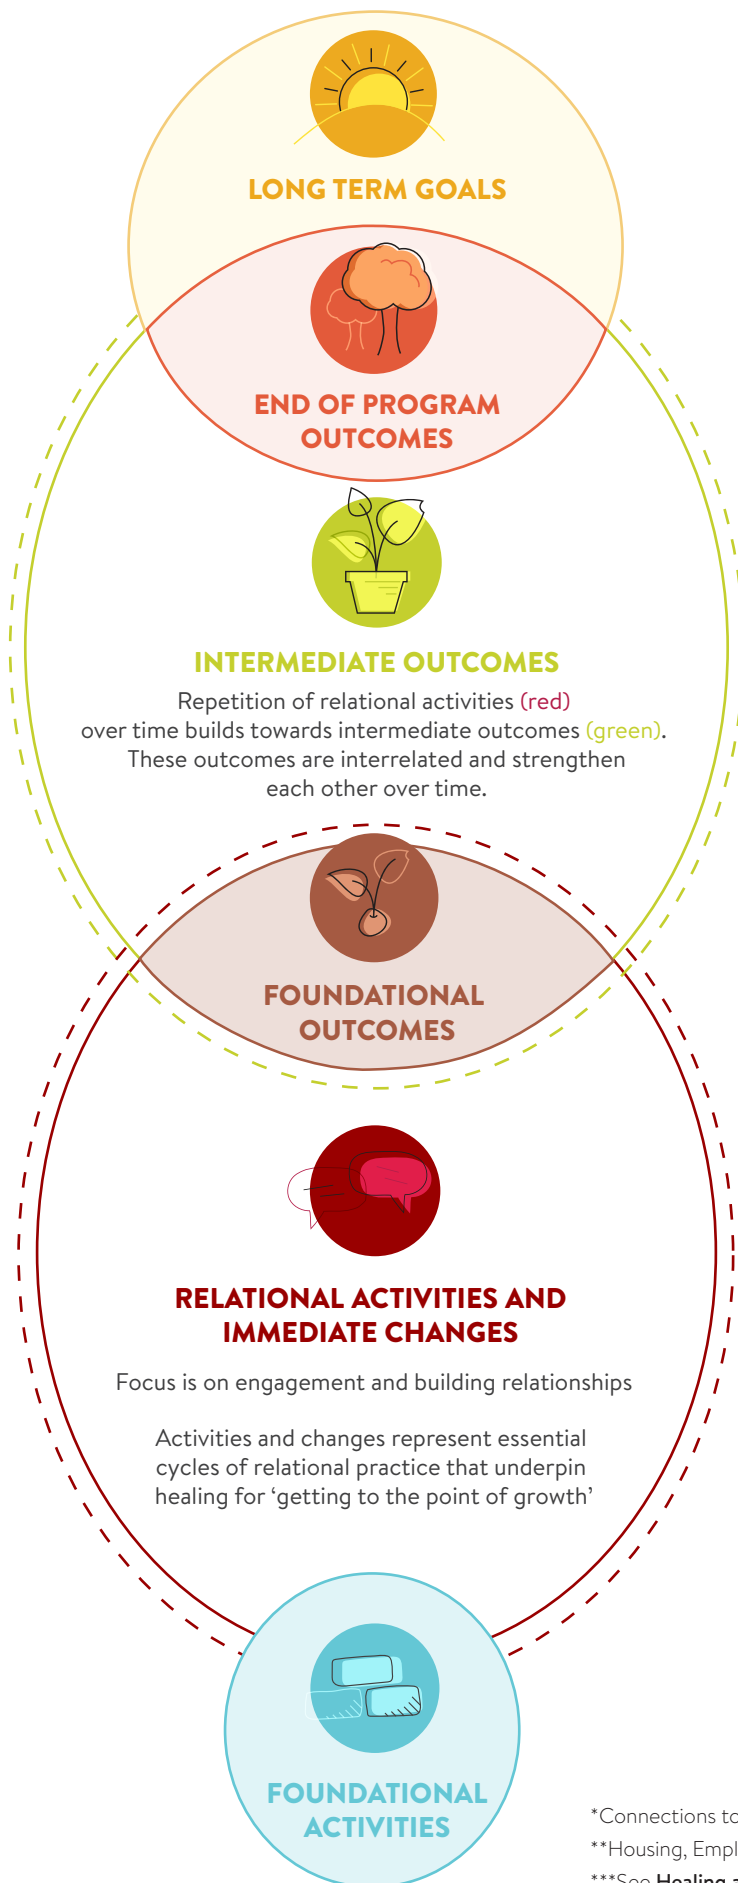 LONG TERM GOALS
END OF PROGRAM
OUTCOMES
INTERMEDIATE OUTCOMES
Repetition of relational activities (red)
over time builds towards intermediate outcomes (green).
These outcomes are interrelated and strengthen
each other over time.
FOUNDATIONAL
OUTCOMES
RELATIONAL ACTIVITIES AND
IMMEDIATE CHANGES
Focus is on engagement and building relationships
Activities and changes represent essential
cycles of relational practice that underpin
healing for ‘getting to the point of growth’
FOUNDATIONAL
ACTIVITIES
*Connections to
**Housing, Empl
***See Healing a